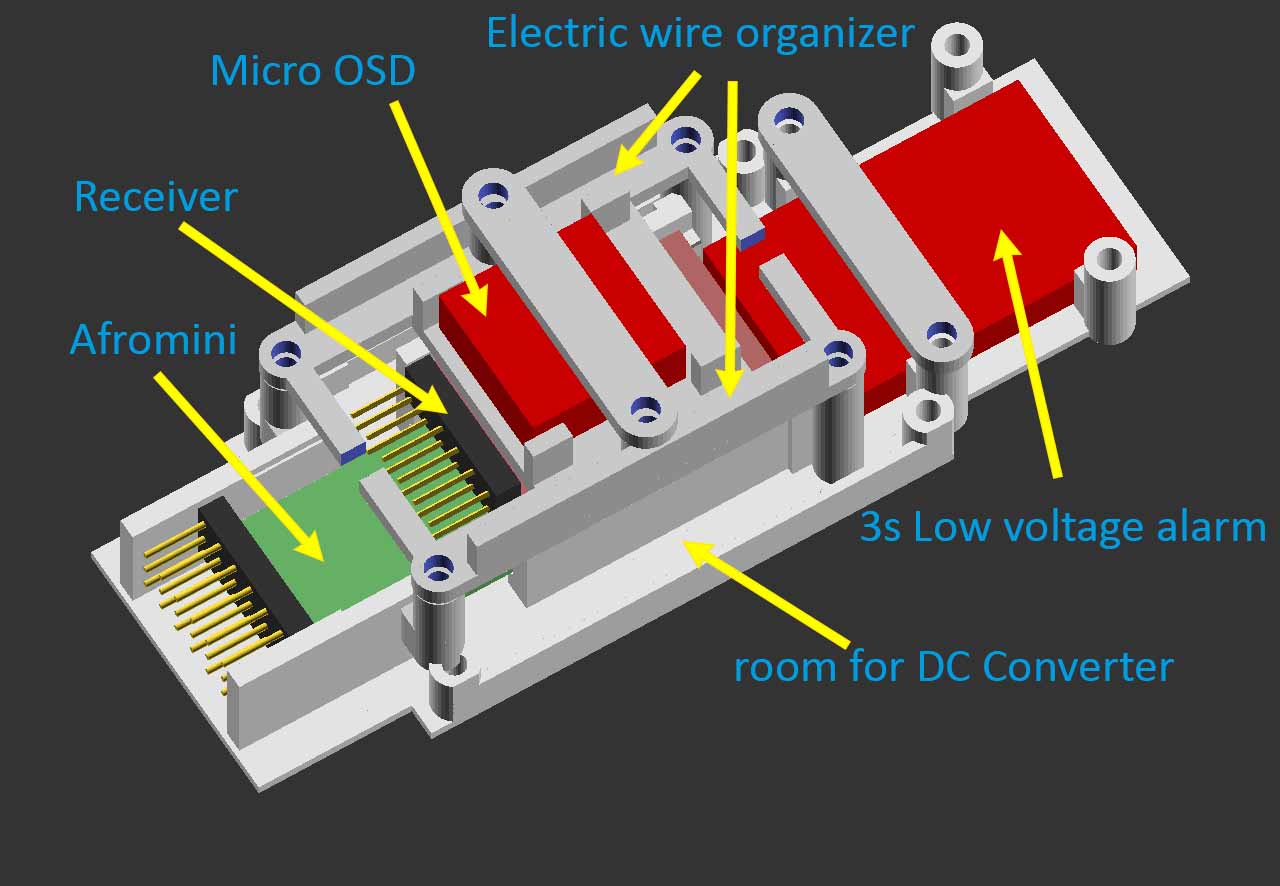 Electric wire organizer
Micro OSD
Receiver
Afromini
3s Low voltage alarm
room for DC Converter